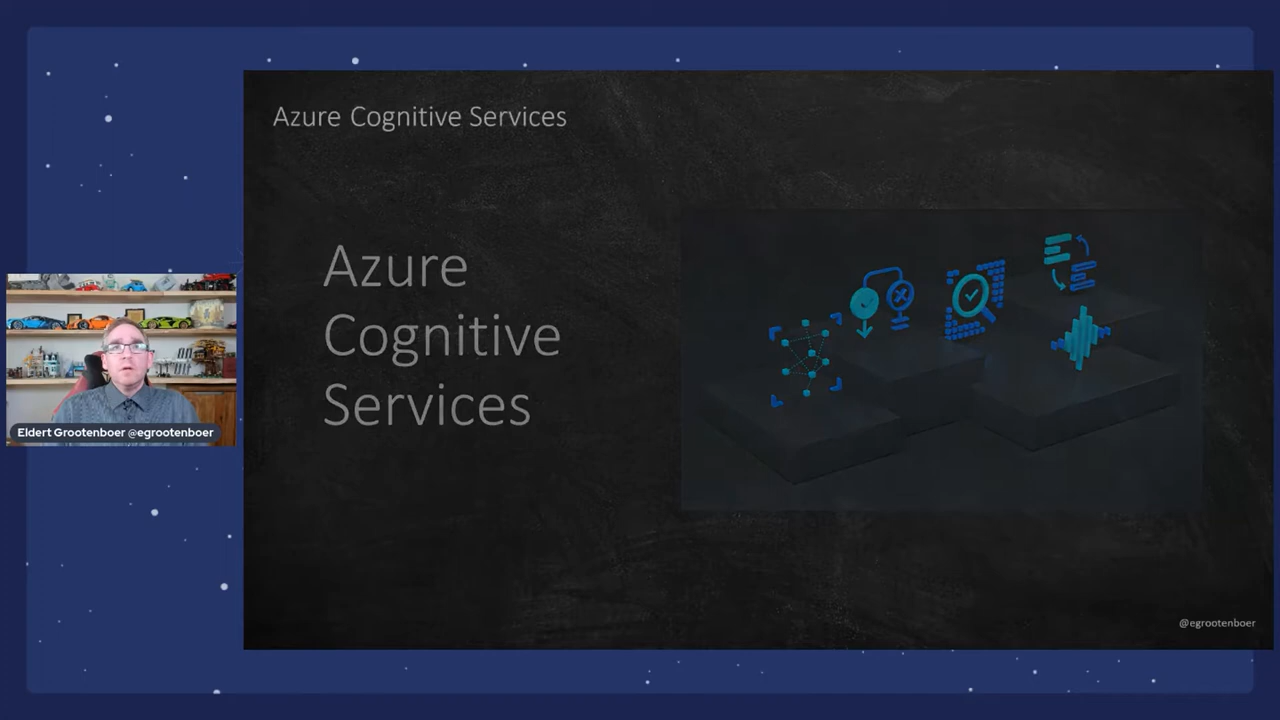 Azure Cognitive Services
Azure
Cognitive
Services
Eldert Grootenboer @egrootenboer
@egrootenboer